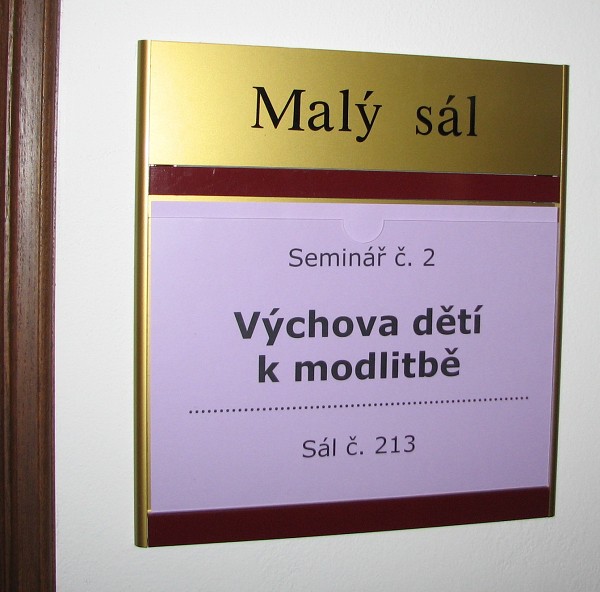 Malý sál
Seminář č. 2
Výchova dětí
k modlitbě
Sál č. 213